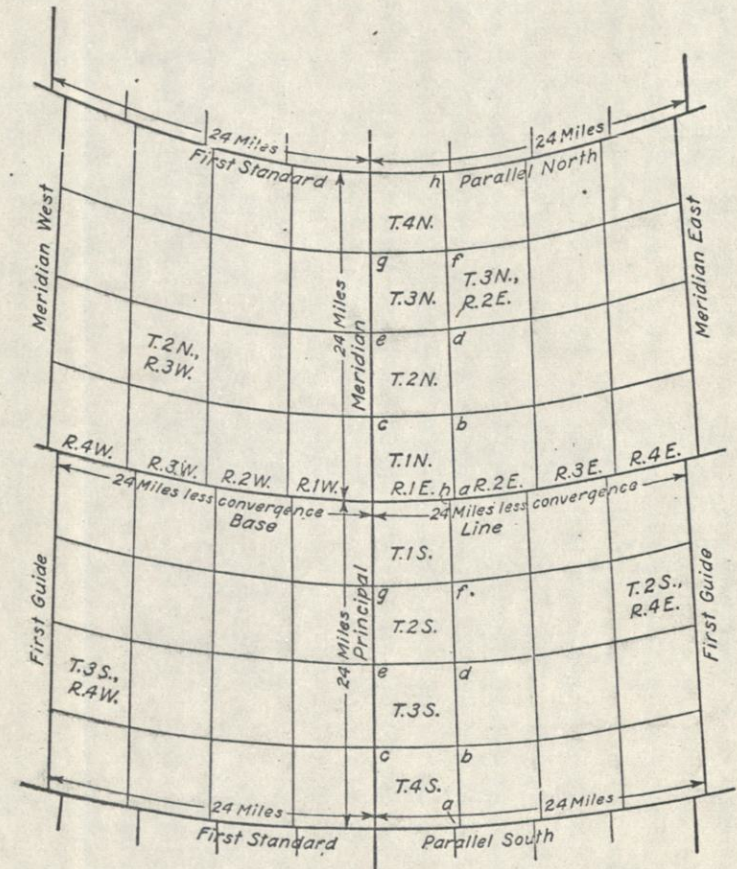 24 Miles
24 Miles
First Standard
h
Parallel North
T.4N.
Meridian West
Meridian East
g
f
T.3N.
T.3N.,
R.2E.
24 Miles
Meridian
e
d
T.2N.,
R.3W.
T.2N.
c
b
T.1N.
R.4W.
R.3.W.
R.2W.
R.1W.
R.1E.
h
a
R.2E.
R.3E.
R.4E.
24 Miles less convergence
24 Miles less convergence
Base
Line
T.1S.
First Guide
First Guide
24 Miles
Principal
g
f.
T.2S.,
R.4E.
T.2S.
T.3S.,
R.4W.
e
d
T.3S.
c
b
T.4S.
a
24 Miles
24 Miles
First Standard
Parallel South